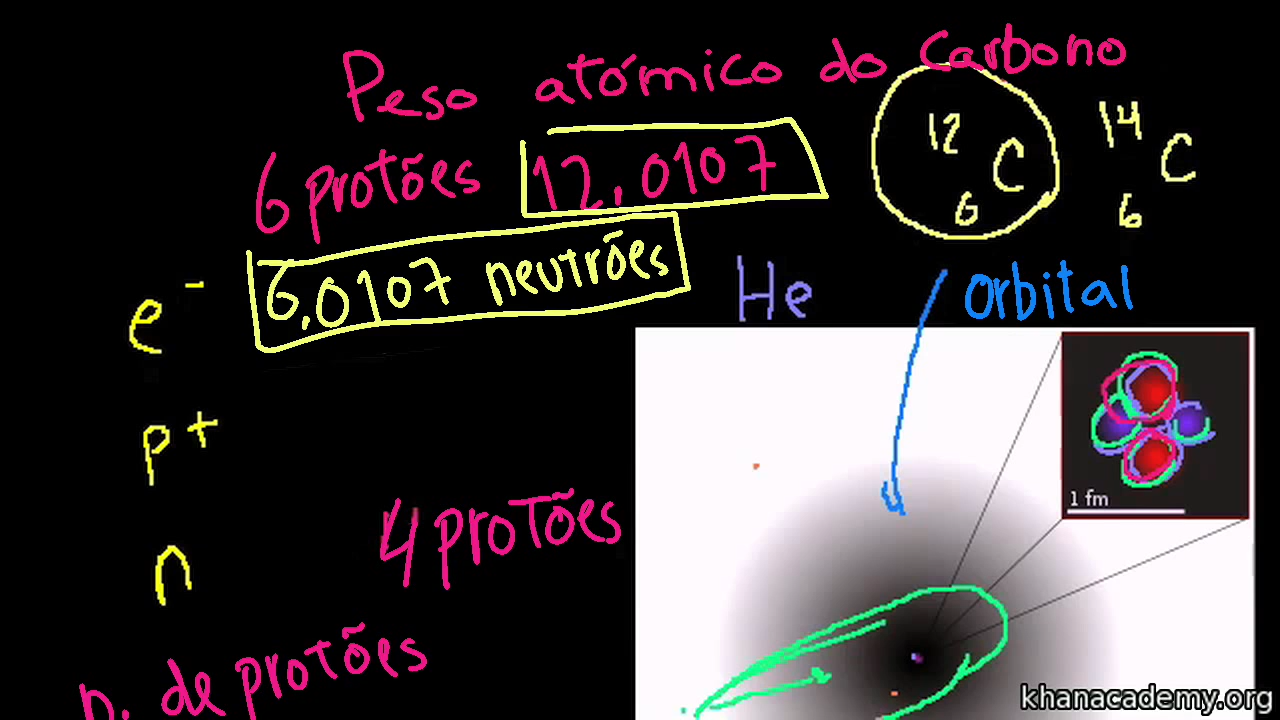 Peso atómico do Carbono
6 protões 12,0107
12 C 6
14 C 6
6,0107 neutrões
He
orbital
e-
p+
n
1 fm
4 protões
n. de protões
khanacademy.org